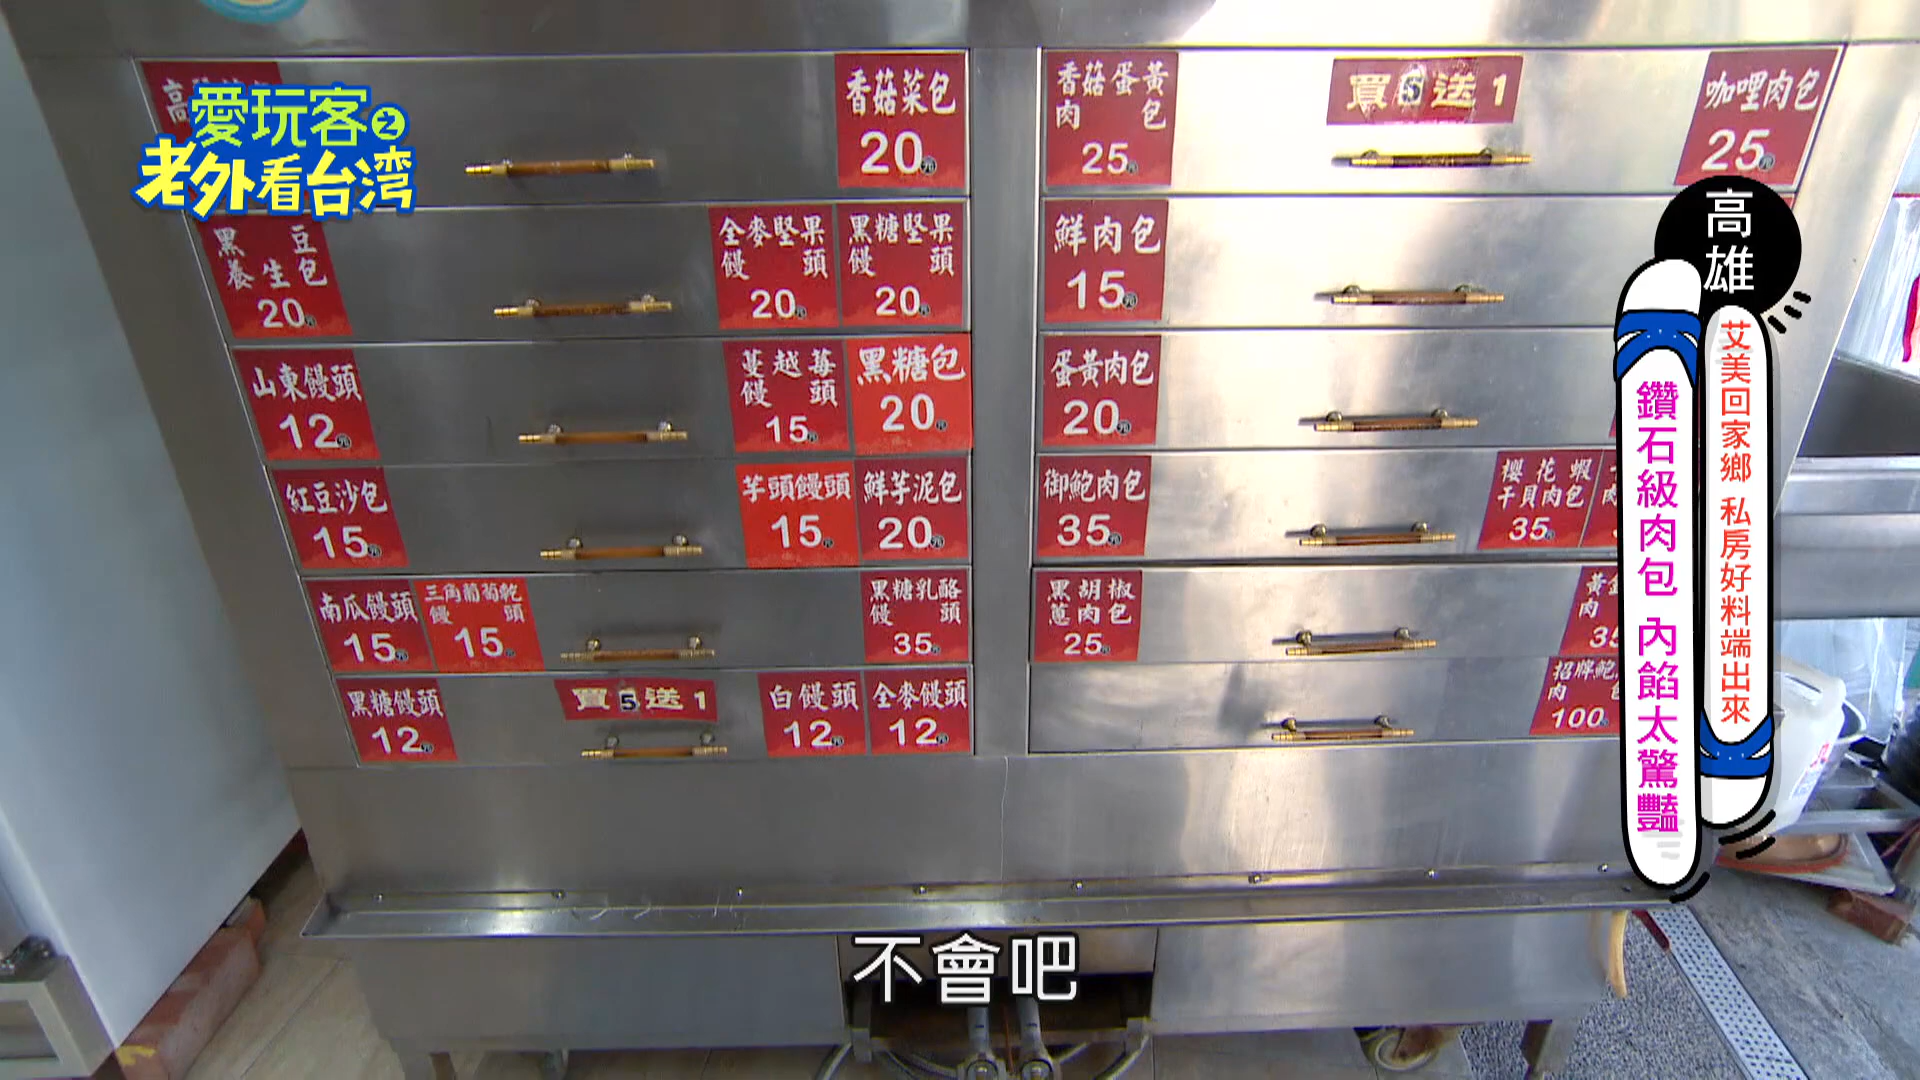 愛玩客之
老外看台灣
高
香菇菜包
20元
香菇蛋黃
肉包
25元
買5送1
咖哩肉包
25元
黑豆
養生包
20元
全麥堅果
饅頭
20元
黑糖堅果
饅頭
20元
鮮肉包
15元
山東饅頭
12元
蔓越莓
饅頭
15元
黑糖包
20元
蛋黃肉包
20元
紅豆沙包
15元
芋頭饅頭
15元
鮮芋泥包
20元
御鮑肉包
35元
櫻花蝦
干貝肉包
35元
南瓜饅頭
15元
三角葡萄乾
饅頭
15元
黑糖乳酪
饅頭
35元
黑胡椒
蔥肉包
25元
肉
35
黑糖饅頭
12元
買5送1
白饅頭
12元
全麥饅頭
12元
招牌鮑
肉包
100元
高雄
艾美回家鄉 私房好料端出來
鑽石級肉包 內餡太驚豔
不會吧